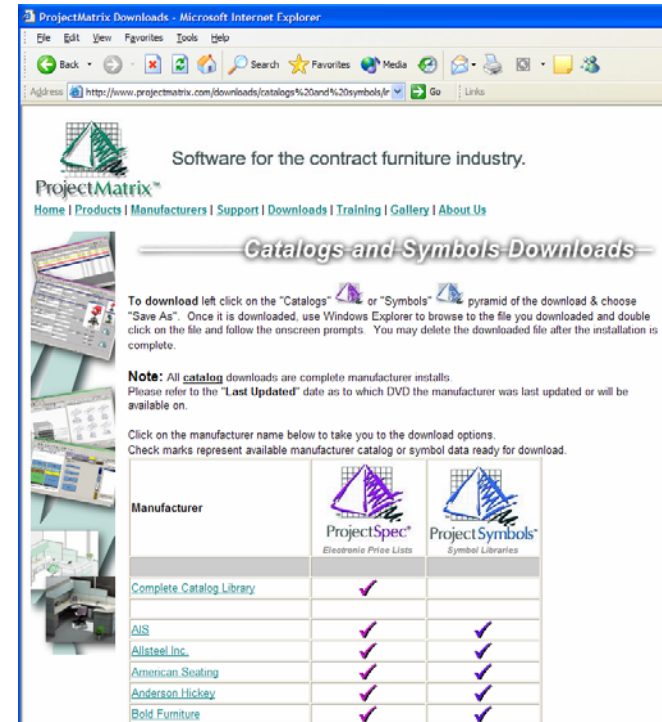 ProjectMatrix Downloads - Microsoft Internet Explorer
File Edit View Favorites Tools Help
Back Search Favorites Media
Address http://www.projectmatrix.com/downloads/catalogs%20and%20symbols/ir Go Links
Software for the contract furniture industry.
ProjectMatrix™
Home | Products | Manufacturers | Support | Downloads | Training | Gallery | About Us
Catalogs and Symbols Downloads
To download left click on the "Catalogs" or "Symbols" pyramid of the download & choose
"Save As". Once it is downloaded, use Windows Explorer to browse to the file you downloaded and double
click on the file and follow the onscreen prompts. You may delete the downloaded file after the installation is
complete.
Note: All catalog downloads are complete manufacturer installs.
Please refer to the "Last Updated" date as to which DVD the manufacturer was last updated or will be
available on.
Click on the manufacturer name below to take you to the download options.
Check marks represent available manufacturer catalog or symbol data ready for download.
Manufacturer
ProjectSpec®
Electronic Price Lists
ProjectSymbols®
Symbol Libraries
Complete Catalog Library
AIS
Allsteel Inc.
American Seating
Anderson Hickey
Bold Furniture